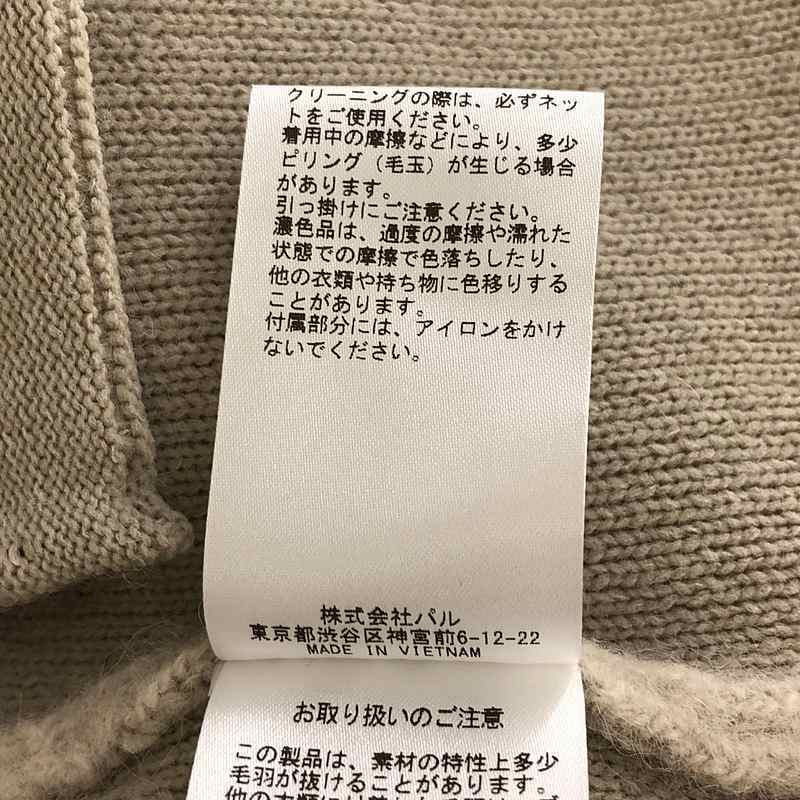 クリーニングの際は、必ずネッ
トをご使用ください。
着用中の摩擦などにより、多少
ピリング（毛玉）が生じる場合
があります。
引っ掛けにご注意ください。
濃色品は、過度の摩擦や濡れた
状態での摩擦で色落ちしたり、
他の衣類や持ち物に色移りする
ことがあります。
付属部分には、アイロンをかけ
ないでください。
株式会社パル
東京都渋谷区神宮前6-12-22
MADE IN VIETNAM
お取り扱いのご注意
この製品は、素材の特性上多少
毛羽が抜けることがあります。